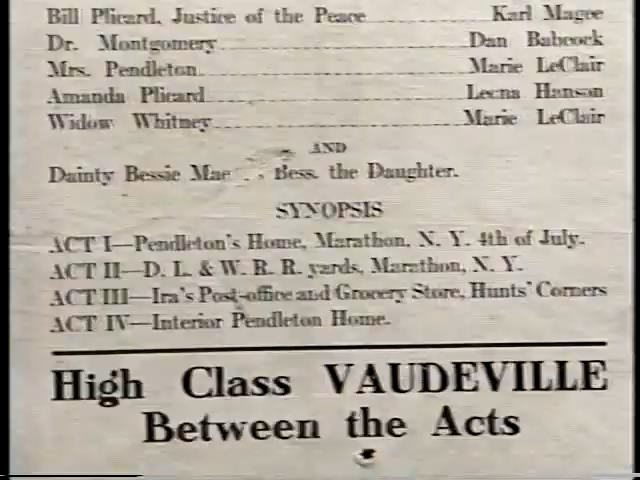 Bill Plicard, Justice of the Peace Karl Magee
Dr. Montgomery Dan Babcock
Mrs. Pendleton Marie LeClair
Amanda Plicard Leena Hanson
Widow Whitney Marie LeClair
AND
Dainty Bessie Mae . . Bess, the Daughter.
SYNOPSIS
ACT I—Pendleton's Home, Marathon, N. Y. 4th of July.
ACT II—D. L. & W. R. R. yards, Marathon, N. Y.
ACT III—Ira's Post-office and Grocery Store, Hunts' Corners
ACT IV—Interior Pendleton Home.
High Class VAUDEVILLE
Between the Acts